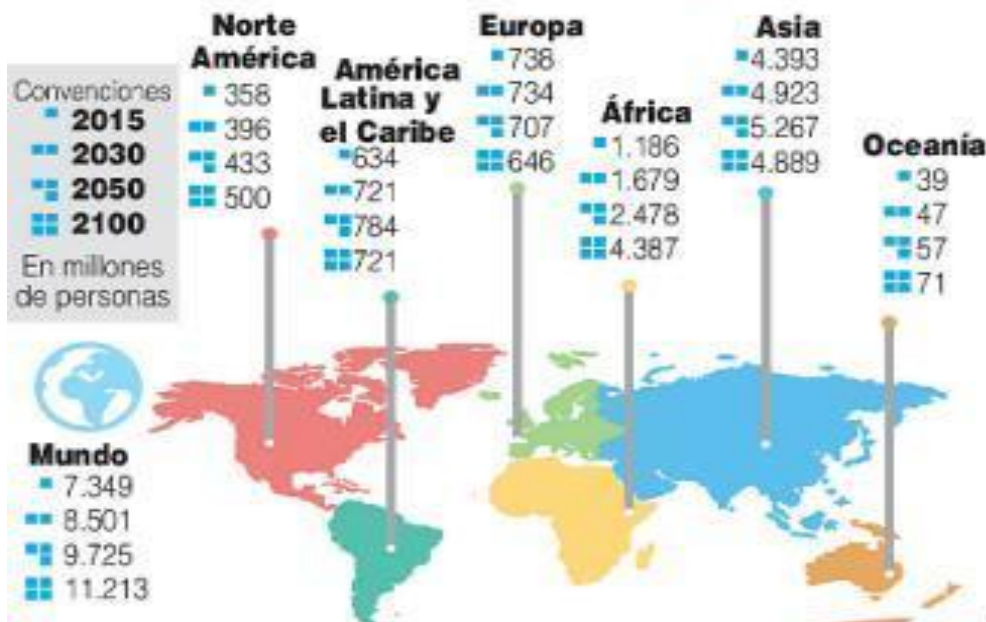 Convenciones
2015
2030
2050
2100
En millones
de personas
Norte
América
358
396
433
500
América
Latina y
el Caribe
634
721
784
721
Europa
738
734
707
646
África
1.186
1.679
2.478
4.387
Asia
4.393
4.923
5.267
4.889
Oceanía
39
47
57
71
Mundo
7.349
8.501
9.725
11.213